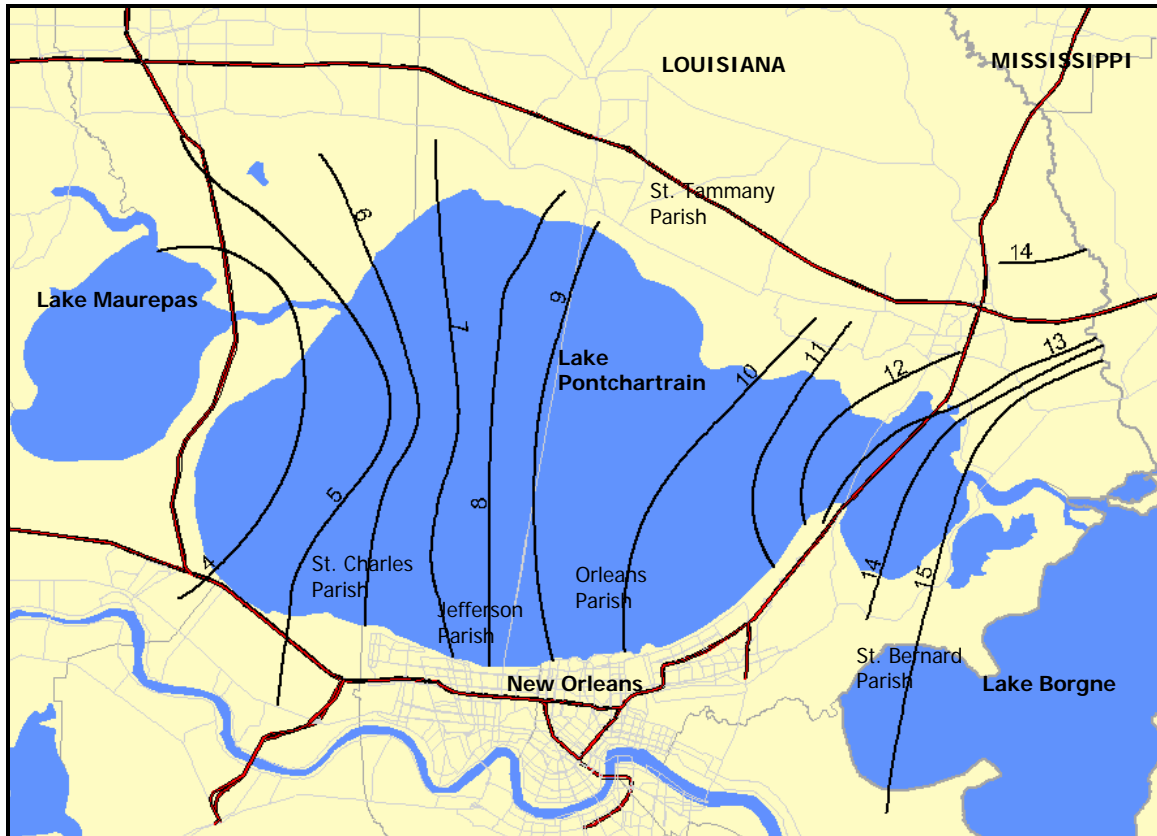 LOUISIANA
MISSISSIPPI
St. Tammany
Parish
6
14
Lake Maurepas
7
9
Lake
Pontchartrain
10
11
12
13
5
8
4
St. Charles
Parish
Jefferson
Parish
Orleans
Parish
14
15
St. Bernard
Parish
New Orleans
Lake Borgne